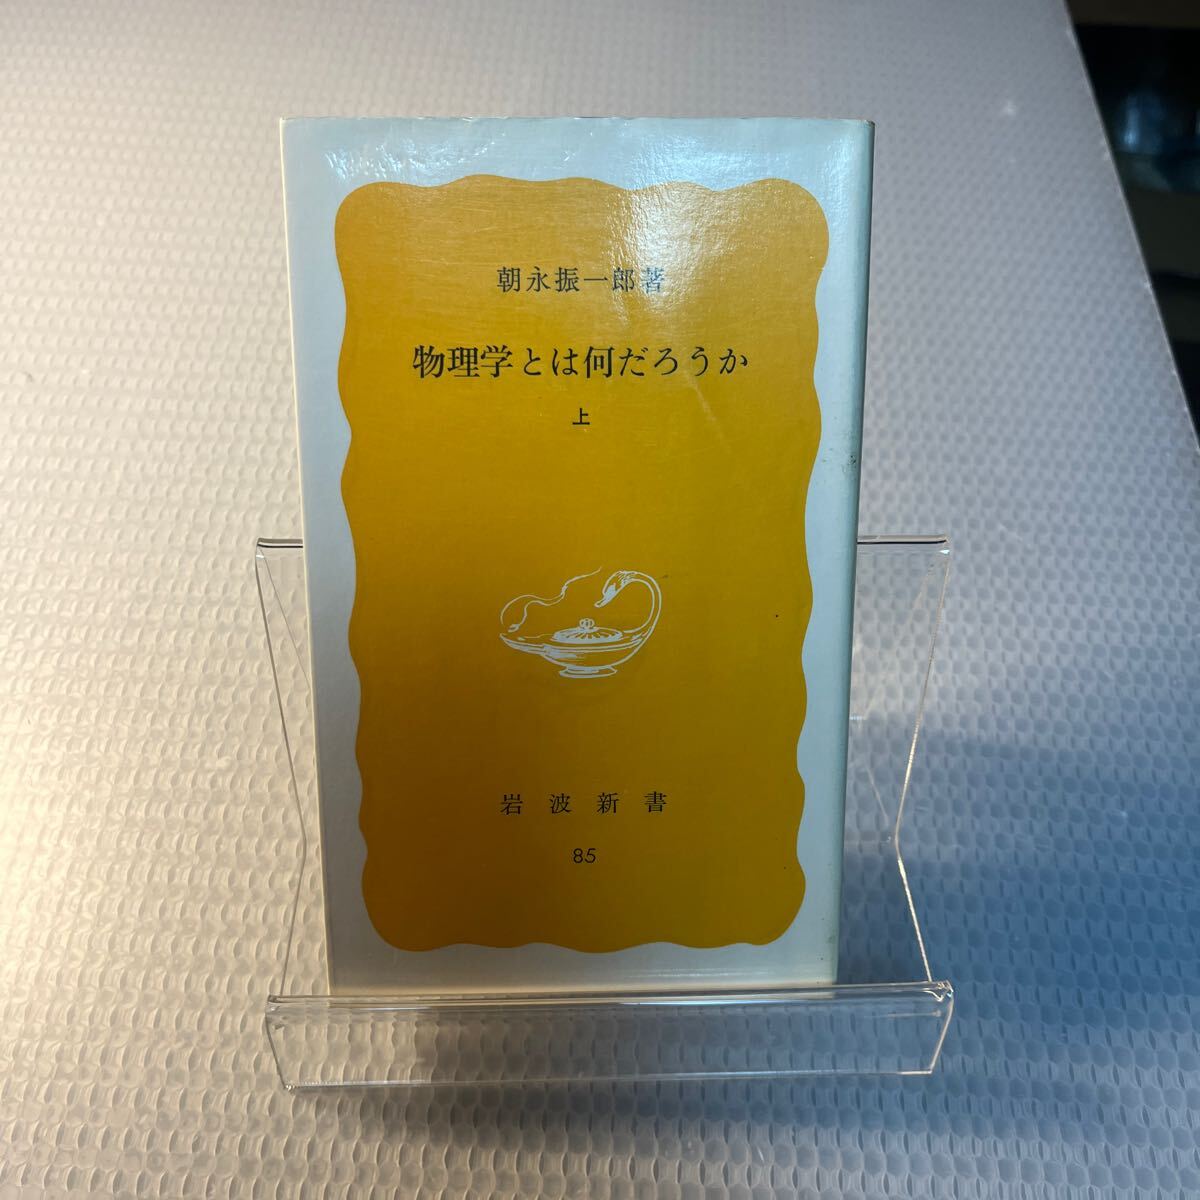 朝永振一郎著
物理学とは何だろうか
上
岩波新書
85